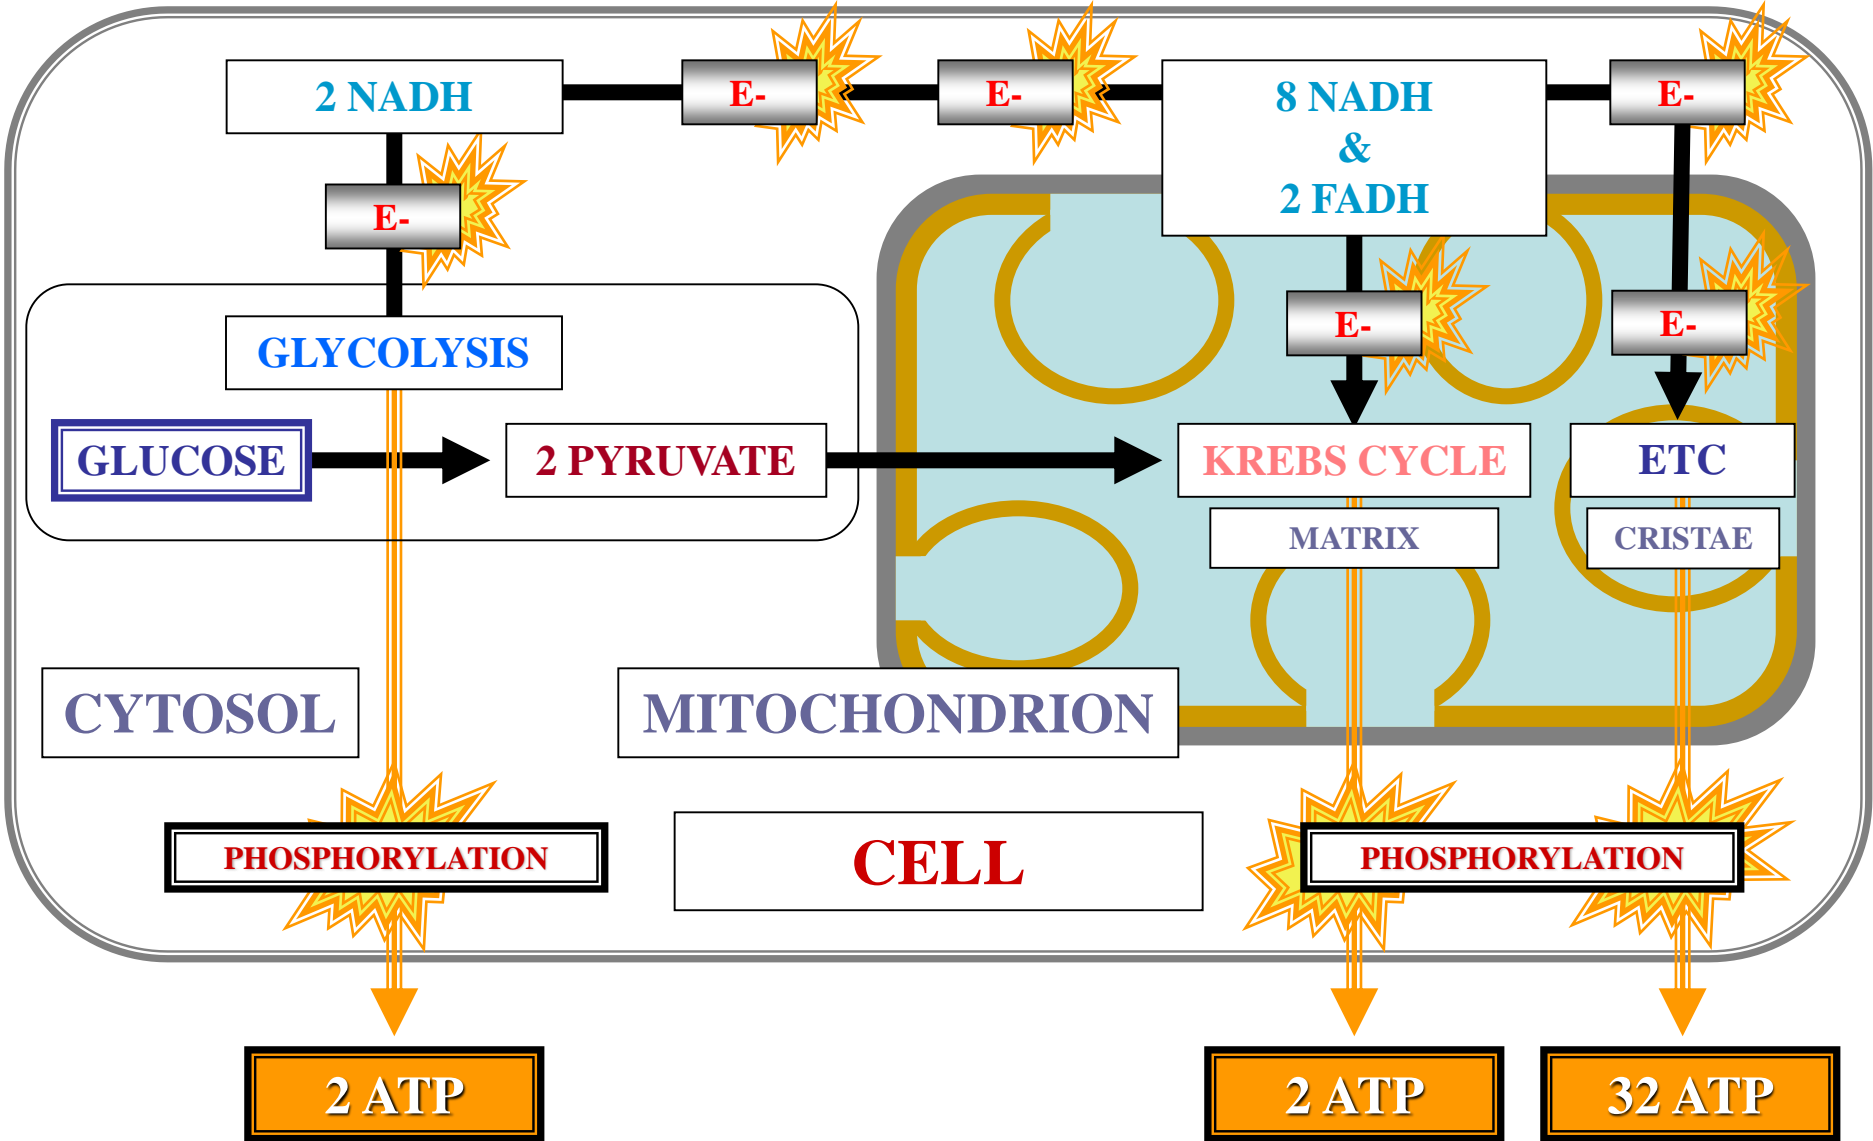 2 NADH
E-
E-
8 NADH
&
2 FADH
E-
E-
GLYCOLYSIS
E-
E-
GLUCOSE
2 PYRUVATE
KREBS CYCLE
ETC
MATRIX
CRISTAE
CYTOSOL
MITOCHONDRION
PHOSPHORYLATION
CELL
PHOSPHORYLATION
2 ATP
2 ATP
32 ATP